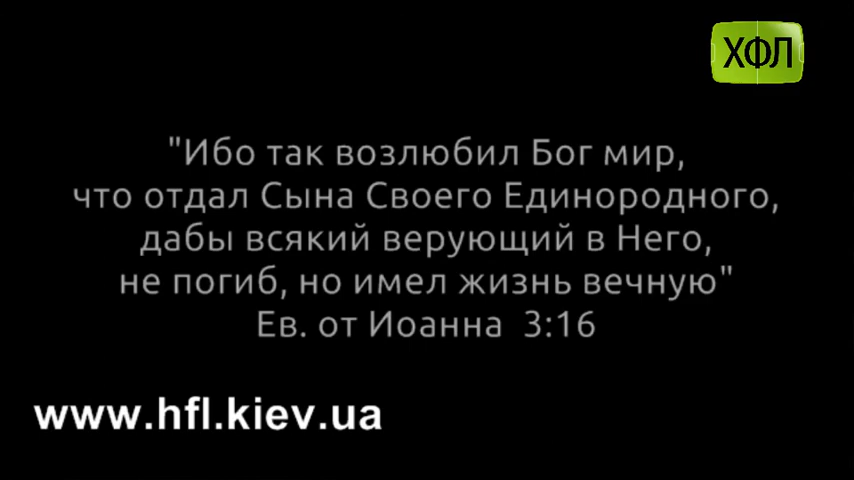 ХФЛ
"Ибо так возлюбил Бог мир,
что отдал Сына Своего Единородного,
дабы всякий верующий в Него,
не погиб, но имел жизнь вечную"
Ев. от Иоанна 3:16
www.hfl.kiev.ua